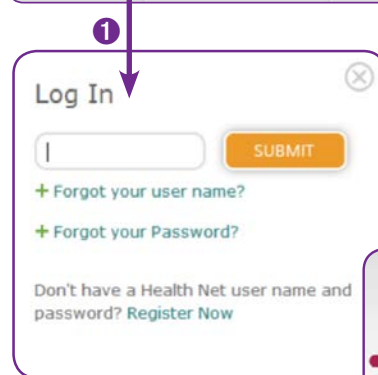 1
Log In
SUBMIT
+ Forgot your user name?
+ Forgot your Password?
Don't have a Health Net user name and
password? Register Now